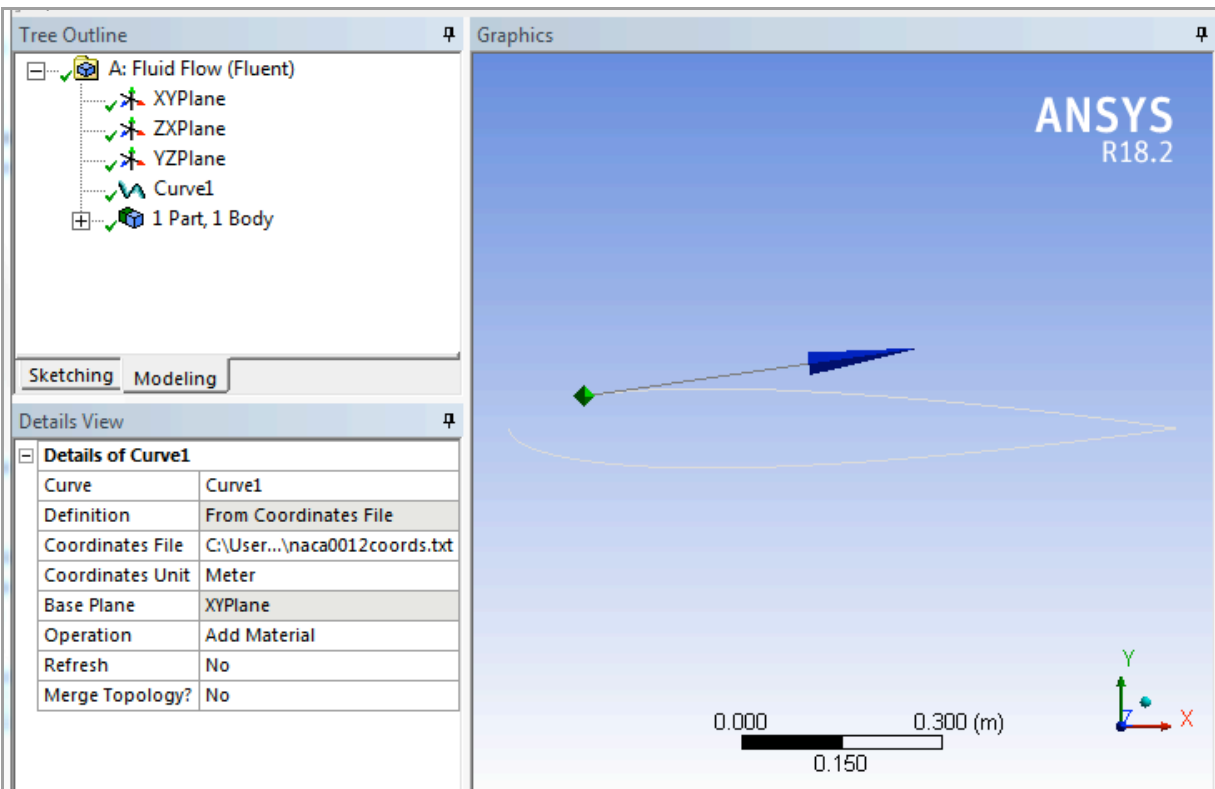 Tree Outline
A: Fluid Flow (Fluent)
XYPlane
ZXPlane
YZPlane
Curve1
1 Part, 1 Body
Sketching Modeling
Details View
Details of Curve1
Curve Curve1
Definition From Coordinates File
Coordinates File C:\User...\naca0012coords.txt
Coordinates Unit Meter
Base Plane XYPlane
Operation Add Material
Refresh No
Merge Topology? No
Graphics
ANSYS
R18.2
0.000 0.300 (m)
0.150
Y
Z X